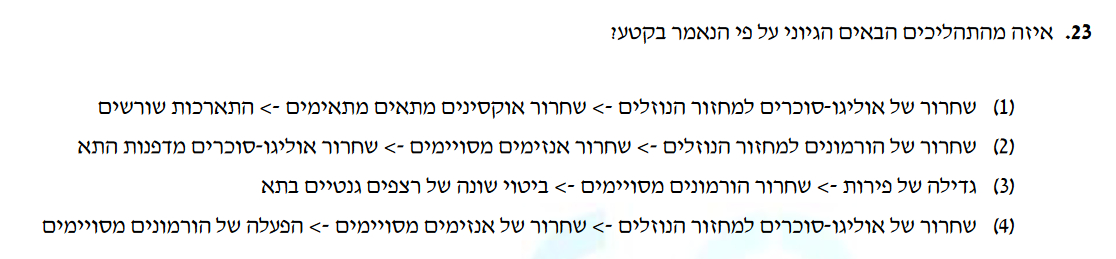 23. איזה מהתהליכים הבאים הגיוני על פי הנאמר בקטע?
(1) שחרור של אוליגו-סוכרים למחזור הנוזלים -> שחרור אוקסינים מתאים מתאימים -> התארכות שורשים
(2) שחרור של הורמונים למחזור הנוזלים -> שחרור אנזימים מסויימים -> שחרור אוליגו-סוכרים מדפנות התא
(3) גדילה של פירות -> שחרור הורמונים מסויימים -> ביטוי שונה של רצפים גנטיים בתא
(4) שחרור של אוליגו-סוכרים למחזור הנוזלים -> שחרור של אנזימים מסויימים -> הפעלה של הורמונים מסויימים